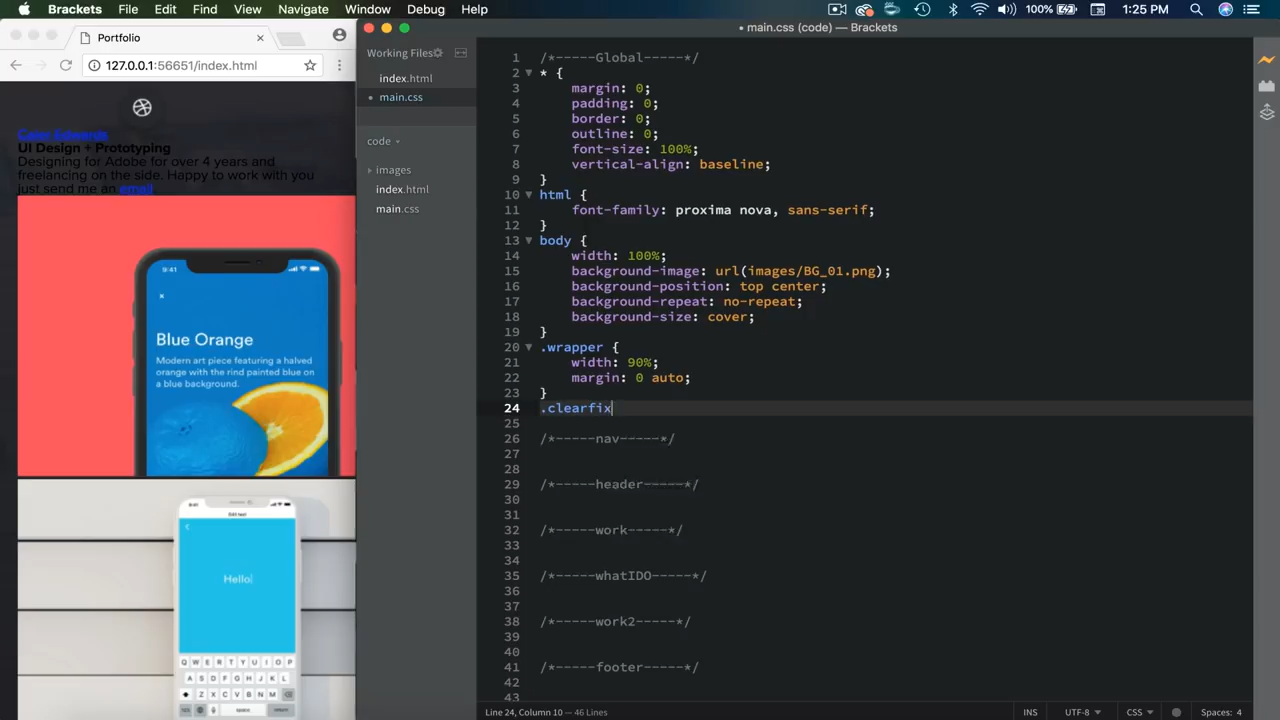 Brackets File Edit Find View Navigate Window Debug Help 100% 1:25 PM
Portfolio
127.0.0.1:56651/index.html
Caler Edwards
UI Design + Prototyping
Designing for Adobe for over 4 years and
freelancing on the side. Happy to work with you
just send me an email.
9:41
Blue Orange
Modern art piece featuring a halved
orange with the rind painted blue on
a blue background.
9:41
Edit text
Hello
Q W E R T Y U I O P
A S D F G H J K L
Z X C V B N M
123 space return
• main.css (code) — Brackets
Working Files
index.html
• main.css
code
images
index.html
main.css
1 /*-----Global-----*/
2 * {
3 margin: 0;
4 padding: 0;
5 border: 0;
6 outline: 0;
7 font-size: 100%;
8 vertical-align: baseline;
9 }
10 html {
11 font-family: proxima nova, sans-serif;
12 }
13 body {
14 width: 100%;
15 background-image: url(images/BG_01.png);
16 background-position: top center;
17 background-repeat: no-repeat;
18 background-size: cover;
19 }
20 .wrapper {
21 width: 90%;
22 margin: 0 auto;
23 }
24 .clearfix
25
26 /*-----nav-----*/
27
28
29 /*-----header-----*/
30
31
32 /*-----work-----*/
33
34
35 /*-----whatIDO-----*/
36
37
38 /*-----work2-----*/
39
40
41 /*-----footer-----*/
42
43
Line 24, Column 10 — 46 Lines
INS UTF-8 CSS Spaces: 4